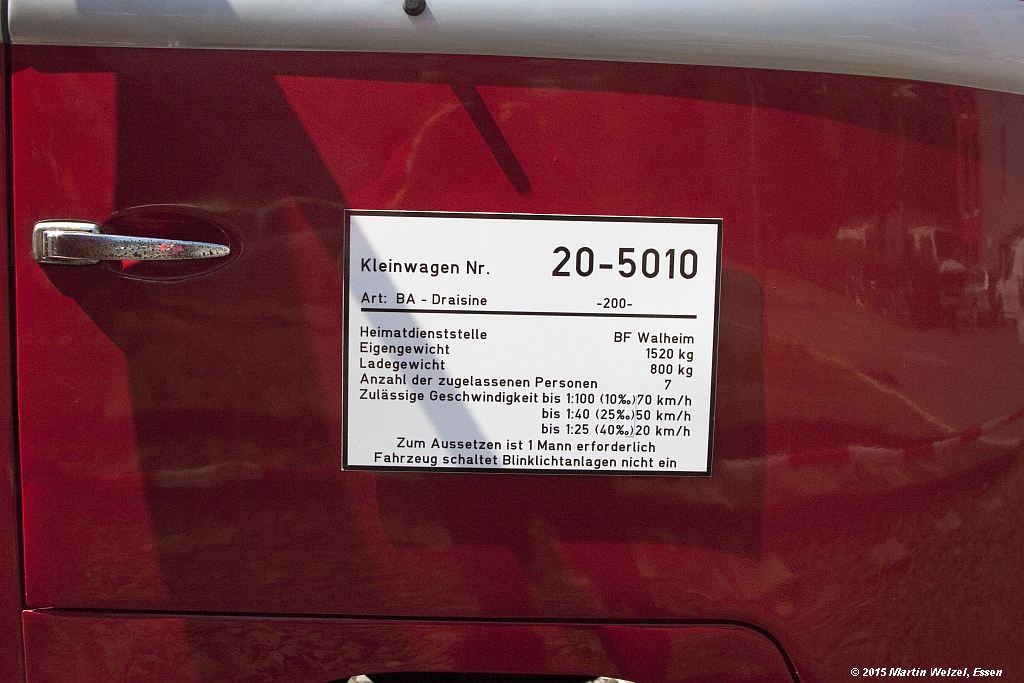 Kleinwagen Nr. 20-5010
Art: BA - Draisine -200-
Heimatdienststelle BF Walheim
Eigengewicht 1520 kg
Ladegewicht 800 kg
Anzahl der zugelassenen Personen 7
Zulässige Geschwindigkeit bis 1:100 (10‰) 70 km/h
bis 1:40 (25‰) 50 km/h
bis 1:25 (40‰) 20 km/h
Zum Aussetzen ist 1 Mann erforderlich
Fahrzeug schaltet Blinklichtanlagen nicht ein
© 2015 Martin Welzel, Essen